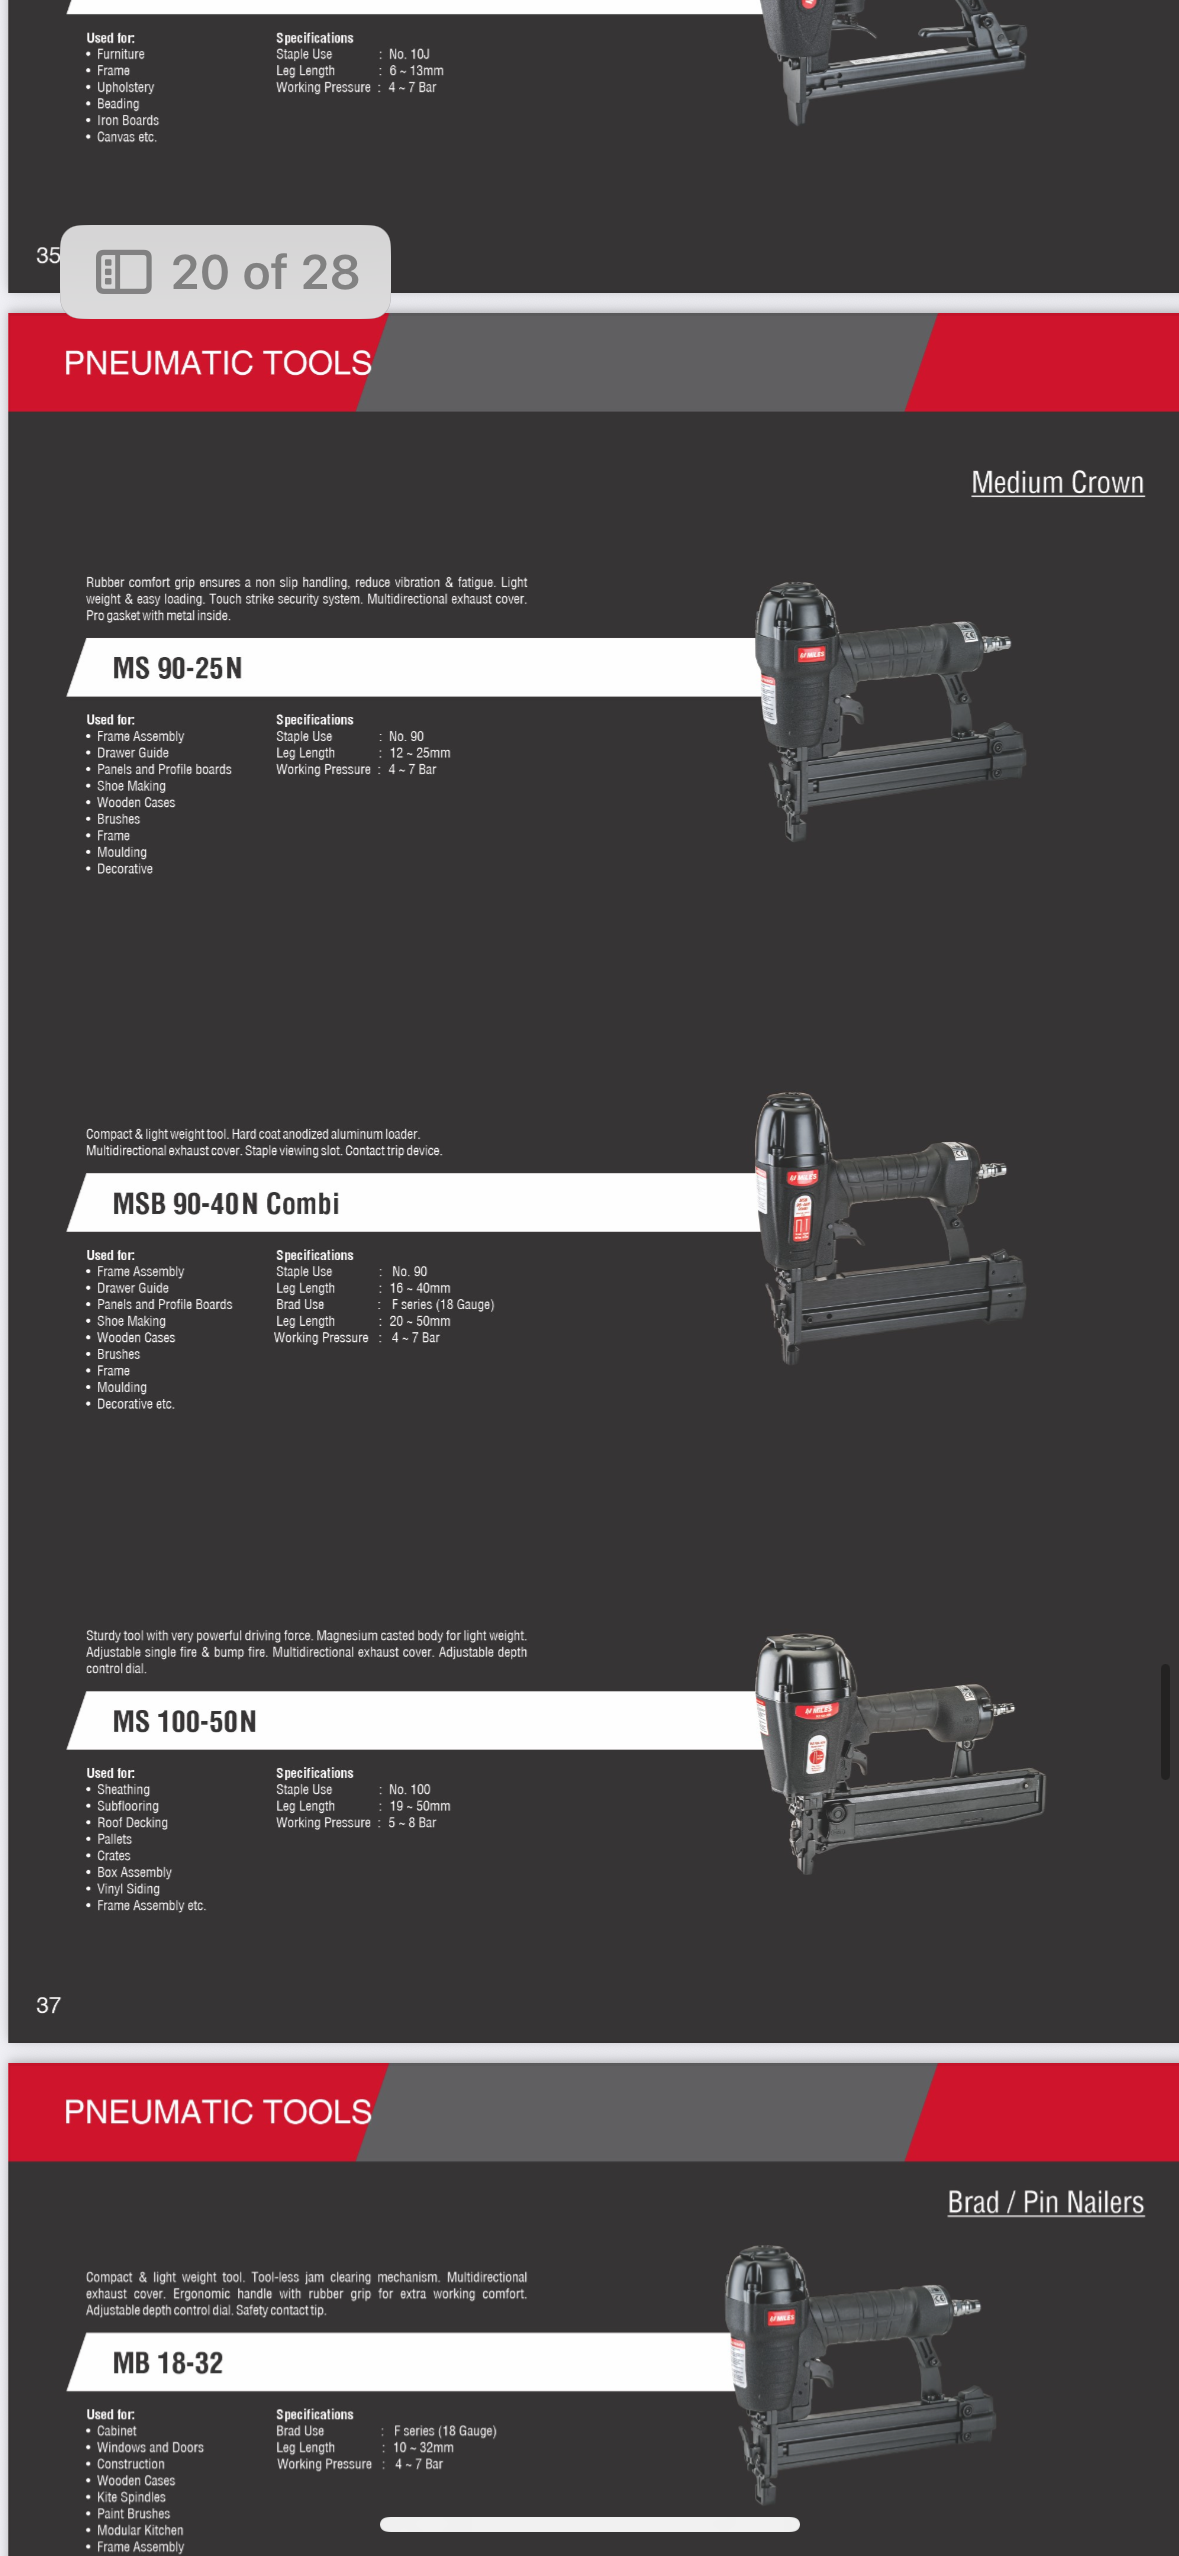 Used for:
• Furniture
• Frame
• Upholstery
• Beading
• Iron Boards
• Canvas etc.
Specifications
Staple Use : No. 10J
Leg Length : 6 ~ 13mm
Working Pressure : 4 ~ 7 Bar
35
20 of 28
PNEUMATIC TOOLS
Medium Crown
Rubber comfort grip ensures a non slip handling, reduce vibration & fatigue. Light
weight & easy loading. Touch strike security system. Multidirectional exhaust cover.
Pro gasket with metal inside.
MS 90-25N
MILES
Used for:
• Frame Assembly
• Drawer Guide
• Panels and Profile boards
• Shoe Making
• Wooden Cases
• Brushes
• Frame
• Moulding
• Decorative
Specifications
Staple Use : No. 90
Leg Length : 12 ~ 25mm
Working Pressure : 4 ~ 7 Bar
Compact & light weight tool. Hard coat anodized aluminum loader.
Multidirectional exhaust cover. Staple viewing slot. Contact trip device.
MSB 90-40N Combi
MILES
Used for:
• Frame Assembly
• Drawer Guide
• Panels and Profile Boards
• Shoe Making
• Wooden Cases
• Brushes
• Frame
• Moulding
• Decorative etc.
Specifications
Staple Use : No. 90
Leg Length : 16 ~ 40mm
Brad Use : F series (18 Gauge)
Leg Length : 20 ~ 50mm
Working Pressure : 4 ~ 7 Bar
Sturdy tool with very powerful driving force. Magnesium casted body for light weight.
Adjustable single fire & bump fire. Multidirectional exhaust cover. Adjustable depth
control dial.
MS 100-50N
MILES
Used for:
• Sheathing
• Subflooring
• Roof Decking
• Pallets
• Crates
• Box Assembly
• Vinyl Siding
• Frame Assembly etc.
Specifications
Staple Use : No. 100
Leg Length : 19 ~ 50mm
Working Pressure : 5 ~ 8 Bar
37
PNEUMATIC TOOLS
Brad / Pin Nailers
Compact & light weight tool. Tool-less jam clearing mechanism. Multidirectional
exhaust cover. Ergonomic handle with rubber grip for extra working comfort.
Adjustable depth control dial. Safety contact tip.
MB 18-32
MILES
Used for:
• Cabinet
• Windows and Doors
• Construction
• Wooden Cases
• Kite Spindles
• Paint Brushes
• Modular Kitchen
• Frame Assembly
Specifications
Brad Use : F series (18 Gauge)
Leg Length : 10 ~ 32mm
Working Pressure : 4 ~ 7 Bar